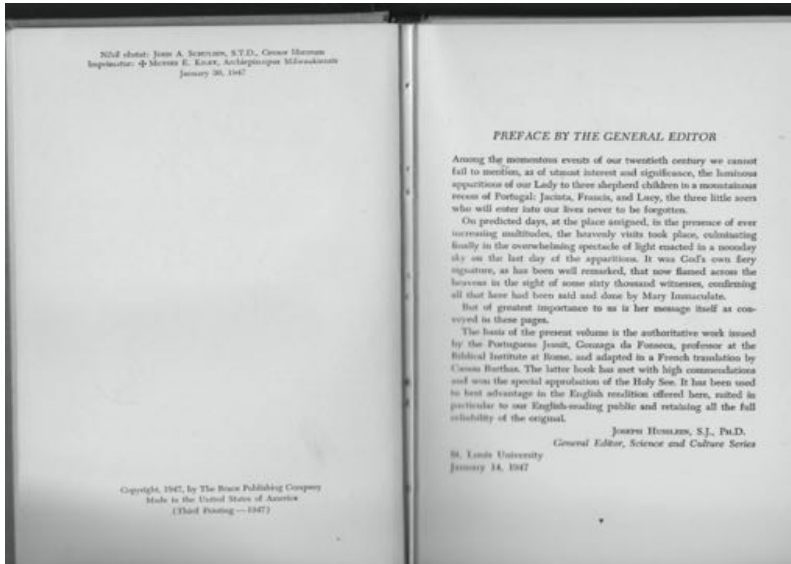 Nihil obstat: John A. Schulien, S.T.D., Censor librorum
Imprimatur: ✠ Moyses E. Kiley, Archiepiscopus Milwaukiensis
January 30, 1947
Copyright, 1947, by The Bruce Publishing Company
Made in the United States of America
(Third Printing — 1947)
PREFACE BY THE GENERAL EDITOR
Among the momentous events of our twentieth century we cannot
fail to mention, as of utmost interest and significance, the luminous
apparitions of our Lady to three shepherd children in a mountainous
recess of Portugal: Jacinta, Francis, and Lucy, the three little seers
who will enter into our lives never to be forgotten.
On predicted days, at the place assigned, in the presence of ever
increasing multitudes, the heavenly visits took place, culminating
finally in the overwhelming spectacle of light enacted in a noonday
sky on the last day of the apparitions. It was God's own fiery
signature, as has been well remarked, that now flamed across the
heavens in the sight of some sixty thousand witnesses, confirming
all that here had been said and done by Mary Immaculate.
But of greatest importance to us is her message itself as con-
veyed in these pages.
The basis of the present volume is the authoritative work issued
by the Portuguese Jesuit, Gonzaga da Fonseca, professor at the
Biblical Institute at Rome, and adapted in a French translation by
Canon Barthas. The latter book has met with high commendations
and won the special approbation of the Holy See. It has been used
to best advantage in the English rendition offered here, suited in
particular to our English-reading public and retaining all the full
reliability of the original.
Joseph Husslein, S.J., Ph.D.
General Editor, Science and Culture Series
St. Louis University
January 14, 1947